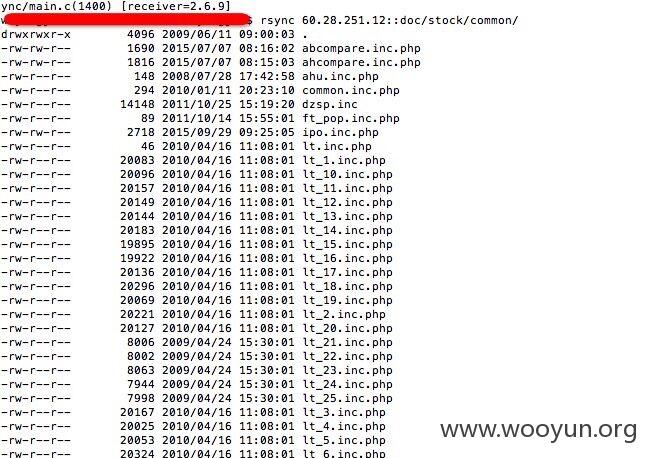 ync/main.c(1400) [receiver=2.6.9]
$ rsync 60.28.251.12::doc/stock/common/
drwxrwxr-x 4096 2009/06/11 09:00:03 .
-rw-rw-r-- 1690 2015/07/07 08:16:02 abcompare.inc.php
-rw-rw-r-- 1816 2015/07/07 08:15:03 ahcompare.inc.php
-rw-r--r-- 148 2008/07/28 17:42:58 ahu.inc.php
-rw-r--r-- 294 2010/01/11 20:23:10 common.inc.php
-rw-r--r-- 14148 2011/10/25 15:19:20 dzsp.inc
-rw-r--r-- 89 2011/10/14 15:55:01 ft_pop.inc.php
-rw-rw-r-- 2718 2015/09/29 09:25:05 ipo.inc.php
-rw-r--r-- 46 2010/04/16 11:08:01 lt.inc.php
-rw-r--r-- 20083 2010/04/16 11:08:01 lt_1.inc.php
-rw-r--r-- 20096 2010/04/16 11:08:01 lt_10.inc.php
-rw-r--r-- 20157 2010/04/16 11:08:01 lt_11.inc.php
-rw-r--r-- 20149 2010/04/16 11:08:01 lt_12.inc.php
-rw-r--r-- 20144 2010/04/16 11:08:01 lt_13.inc.php
-rw-r--r-- 20183 2010/04/16 11:08:01 lt_14.inc.php
-rw-r--r-- 19895 2010/04/16 11:08:01 lt_15.inc.php
-rw-r--r-- 19922 2010/04/16 11:08:01 lt_16.inc.php
-rw-r--r-- 20136 2010/04/16 11:08:01 lt_17.inc.php
-rw-r--r-- 20296 2010/04/16 11:08:01 lt_18.inc.php
-rw-r--r-- 20069 2010/04/16 11:08:01 lt_19.inc.php
-rw-r--r-- 20221 2010/04/16 11:08:01 lt_2.inc.php
-rw-r--r-- 20127 2010/04/16 11:08:01 lt_20.inc.php
-rw-r--r-- 8006 2009/04/24 15:30:01 lt_21.inc.php
-rw-r--r-- 8002 2009/04/24 15:30:01 lt_22.inc.php
-rw-r--r-- 8063 2009/04/24 15:30:01 lt_23.inc.php
-rw-r--r-- 7944 2009/04/24 15:30:01 lt_24.inc.php
-rw-r--r-- 7998 2009/04/24 15:30:01 lt_25.inc.php
-rw-r--r-- 20167 2010/04/16 11:08:01 lt_3.inc.php
-rw-r--r-- 20025 2010/04/16 11:08:01 lt_4.inc.php
-rw-r--r-- 20053 2010/04/16 11:08:01 lt_5.inc.php
-rw-r--r-- 20324 2010/04/16 11:08:01 lt_6.inc.php
www.wooyun.org